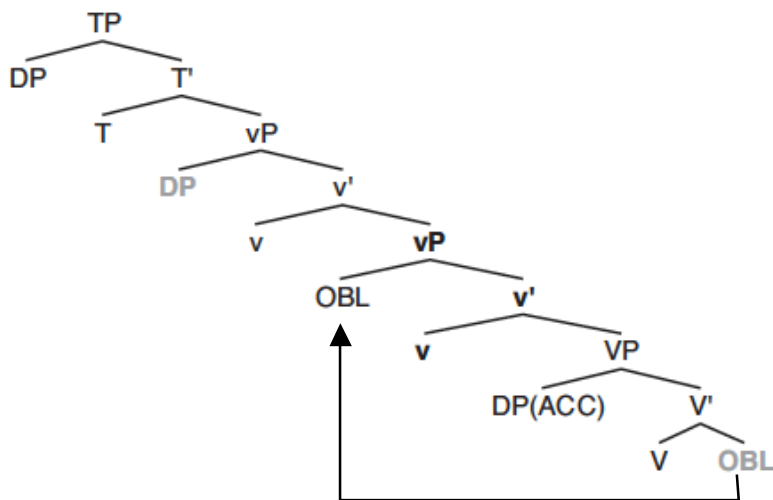 TP
DP T'
T vP
DP v'
v vP
OBL v'
v VP
DP(ACC) V'
V OBL